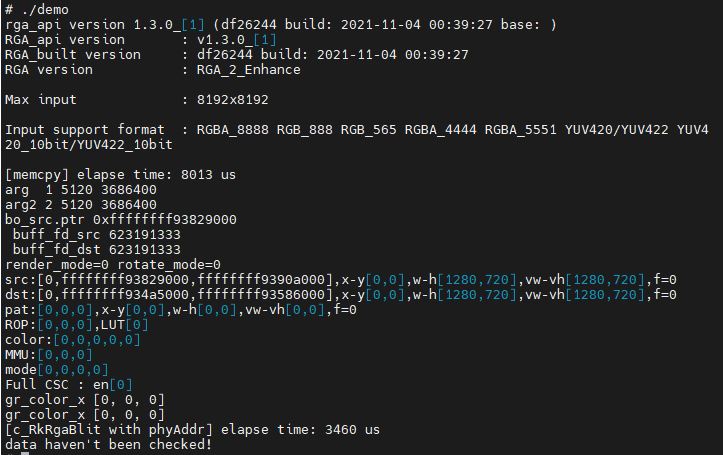 # ./demo
rga_api version 1.3.0_[1] (df26244 build: 2021-11-04 00:39:27 base: )
RGA_api version       : v1.3.0_[1]
RGA_built version     : df26244 build: 2021-11-04 00:39:27
RGA version           : RGA_2_Enhance
Max input             : 8192x8192
Input support format  : RGBA_8888 RGB_888 RGB_565 RGBA_4444 RGBA_5551 YUV420/YUV422 YUV4
20_10bit/YUV422_10bit
[memcpy] elapse time: 8013 us
arg  1 5120 3686400
arg2 2 5120 3686400
bo_src.ptr 0xffffffff93829000
 buff_fd_src 623191333
 buff_fd_dst 623191333
render_mode=0 rotate_mode=0
src:[0,ffffffff93829000,ffffffff9390a000],x-y[0,0],w-h[1280,720],vw-vh[1280,720],f=0
dst:[0,ffffffff934a5000,ffffffff93586000],x-y[0,0],w-h[1280,720],vw-vh[1280,720],f=0
pat:[0,0,0],x-y[0,0],w-h[0,0],vw-vh[0,0],f=0
ROP:[0,0,0],LUT[0]
color:[0,0,0,0,0]
MMU:[0,0,0]
mode[0,0,0,0]
Full CSC : en[0]
gr_color_x [0, 0, 0]
gr_color_x [0, 0, 0]
[c_RkRgaBlit with phyAddr] elapse time: 3460 us
data haven't been checked!